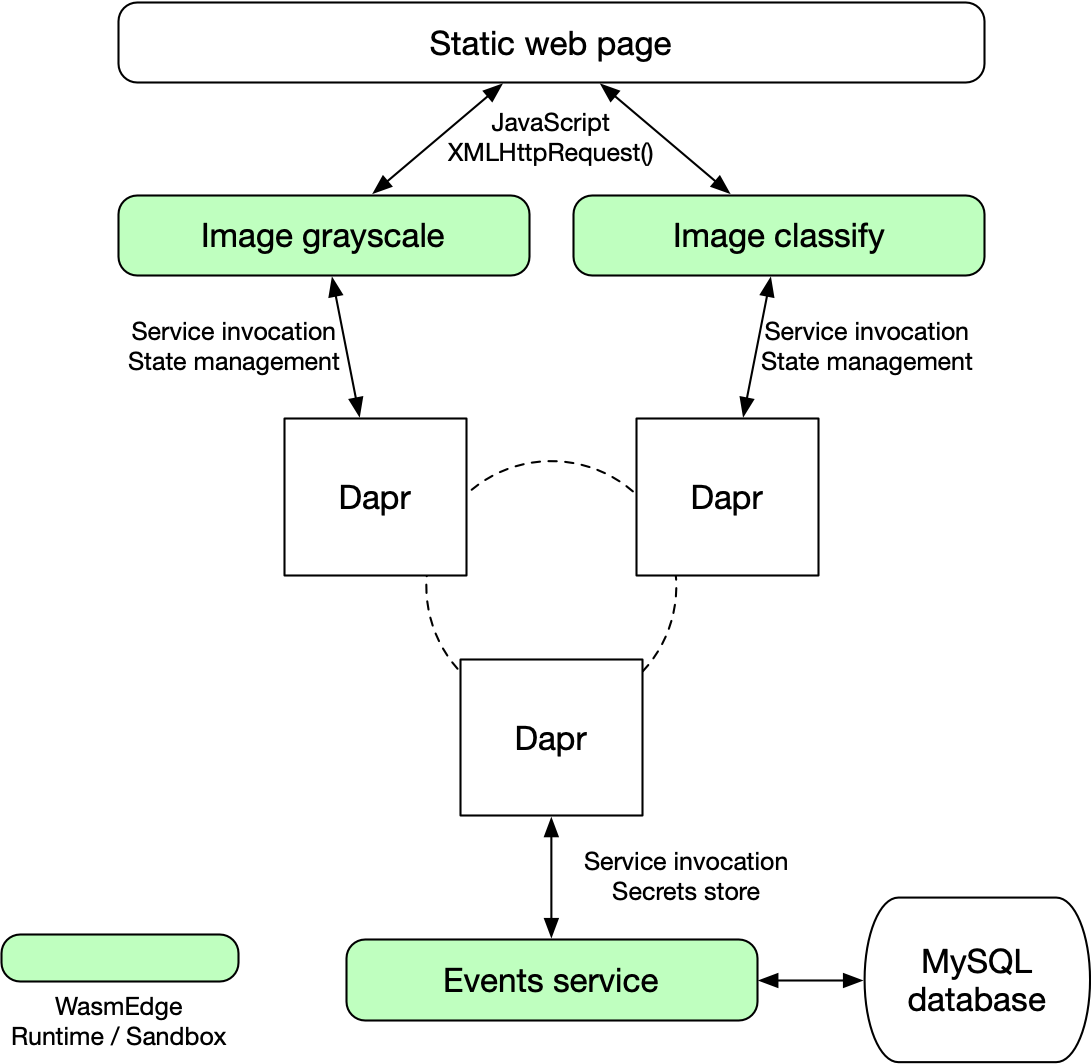 Static web page
JavaScript
XMLHttpRequest()
Image grayscale
Image classify
Service invocation
State management
Service invocation
State management
Dapr
Dapr
Dapr
Service invocation
Secrets store
Events service
MySQL
database
WasmEdge
Runtime / Sandbox